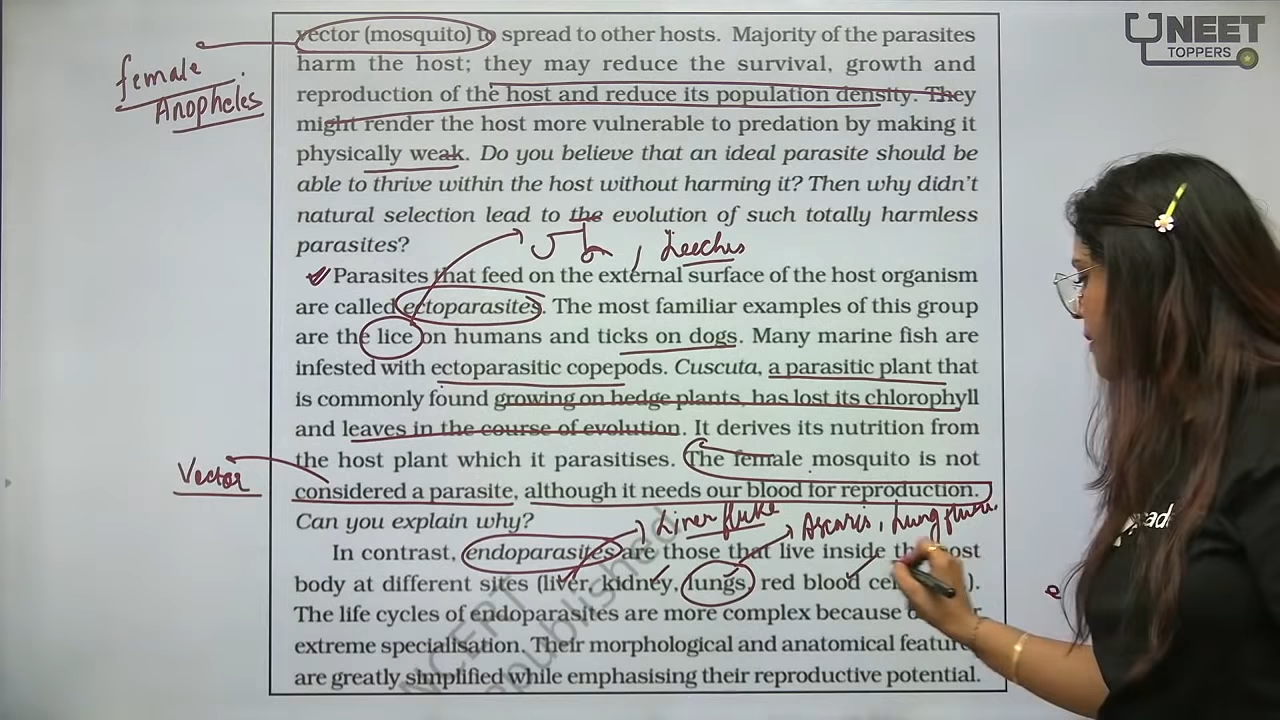 vector (mosquito) to spread to other hosts. Majority of the parasites
harm the host; they may reduce the survival, growth and
reproduction of the host and reduce its population density. They
might render the host more vulnerable to predation by making it
physically weak. Do you believe that an ideal parasite should be
able to thrive within the host without harming it? Then why didn't
natural selection lead to the evolution of such totally harmless
parasites?
Parasites that feed on the external surface of the host organism
are called ectoparasites. The most familiar examples of this group
are the lice on humans and ticks on dogs. Many marine fish are
infested with ectoparasitic copepods. Cuscuta, a parasitic plant that
is commonly found growing on hedge plants, has lost its chlorophyll
and leaves in the course of evolution. It derives its nutrition from
the host plant which it parasitises. The female mosquito is not
considered a parasite, although it needs our blood for reproduction.
Can you explain why?
In contrast, endoparasites are those that live inside the host
body at different sites (liver, kidney, lungs, red blood cel ).
The life cycles of endoparasites are more complex because o
extreme specialisation. Their morphological and anatomical featur
are greatly simplified while emphasising their reproductive potential.
female
Anopheles
, Leeches
Vector
Liver fluke
Ascaris, Lung fluke
NEET
TOPPERS
NCERT
published